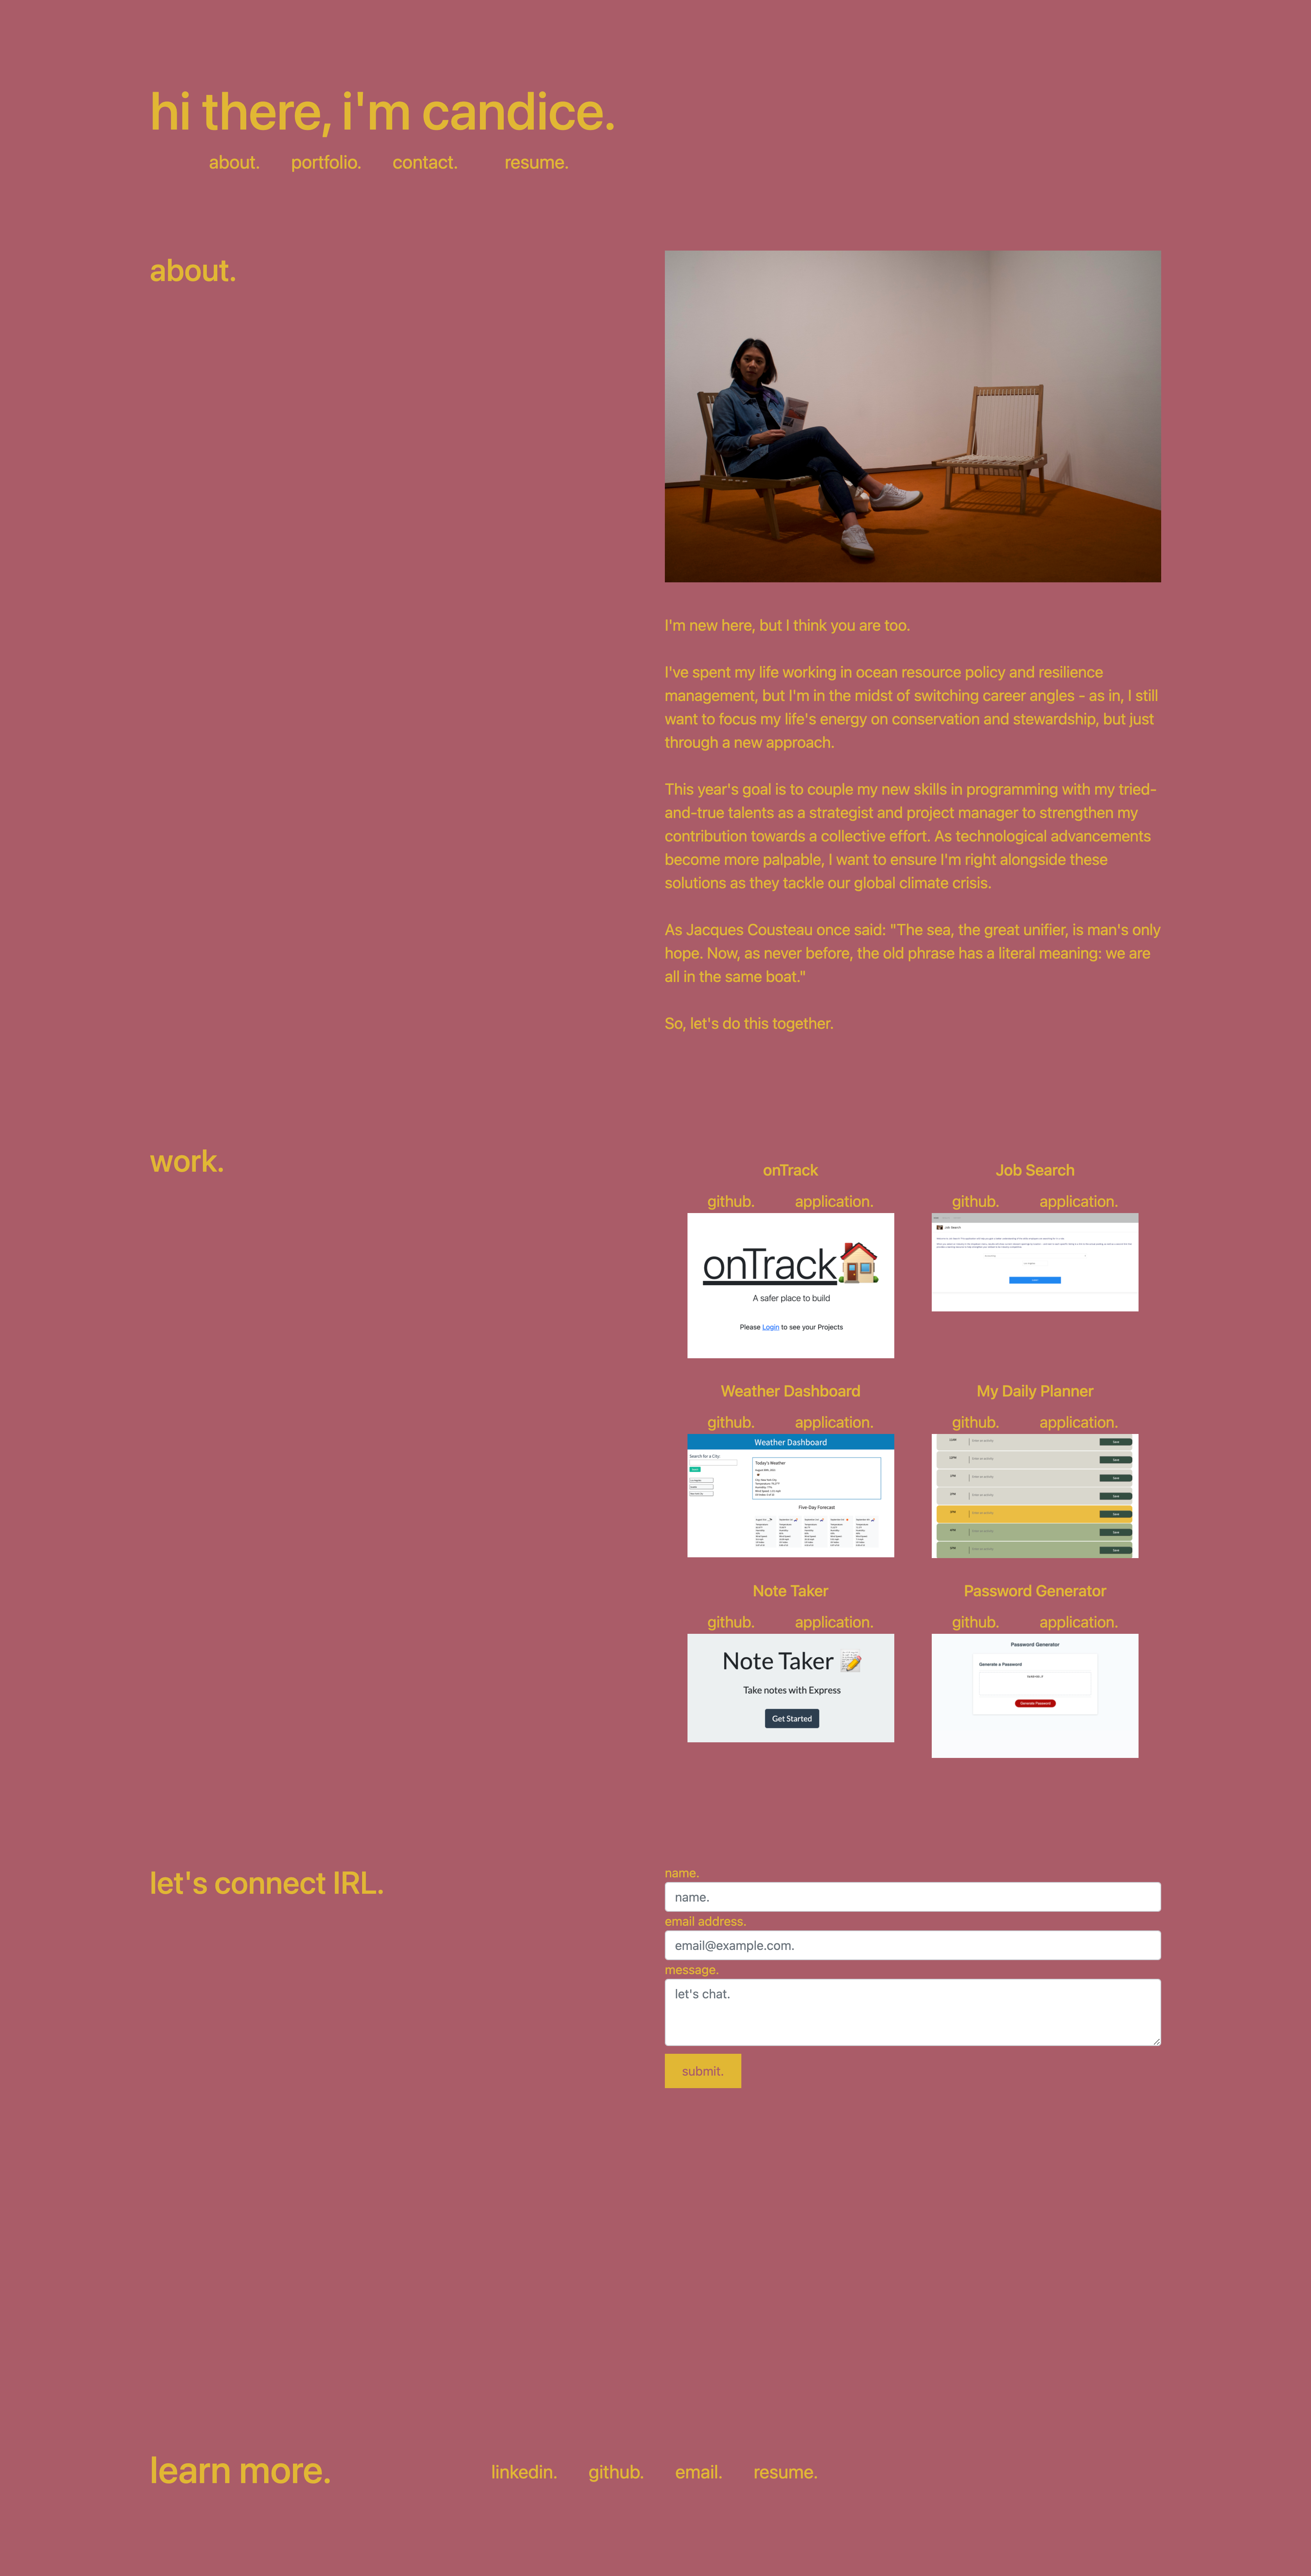 hi there, i'm candice.
about. portfolio. contact. resume.
about.
I'm new here, but I think you are too.
I've spent my life working in ocean resource policy and resilience
management, but I'm in the midst of switching career angles - as in, I still
want to focus my life's energy on conservation and stewardship, but just
through a new approach.
This year's goal is to couple my new skills in programming with my tried-
and-true talents as a strategist and project manager to strengthen my
contribution towards a collective effort. As technological advancements
become more palpable, I want to ensure I'm right alongside these
solutions as they tackle our global climate crisis.
As Jacques Cousteau once said: "The sea, the great unifier, is man's only
hope. Now, as never before, the old phrase has a literal meaning: we are
all in the same boat."
So, let's do this together.
work.
onTrack
github. application.
onTrack
A safer place to build
Please Login to see your Projects
Job Search
github. application.
Job Search
Weather Dashboard
github. application.
Weather Dashboard
Search for a City:
Today's Weather
Five-Day Forecast
My Daily Planner
github. application.
Save
Save
Save
Save
Save
Save
Save
Note Taker
github. application.
Note Taker
Take notes with Express
Get Started
Password Generator
github. application.
Password Generator
Generate a Password
Generate Password
let's connect IRL.
name.
name.
email address.
email@example.com.
message.
let's chat.
submit.
learn more.
linkedin. github. email. resume.